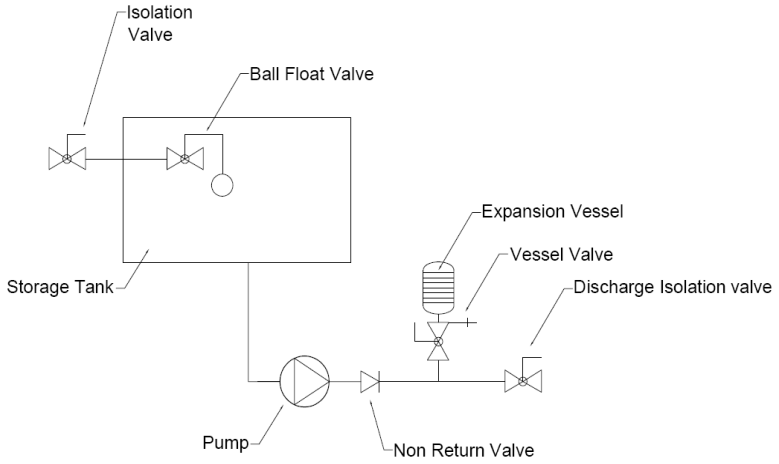 Isolation
Valve
Ball Float Valve
Expansion Vessel
Vessel Valve
Storage Tank
Discharge Isolation valve
Pump
Non Return Valve